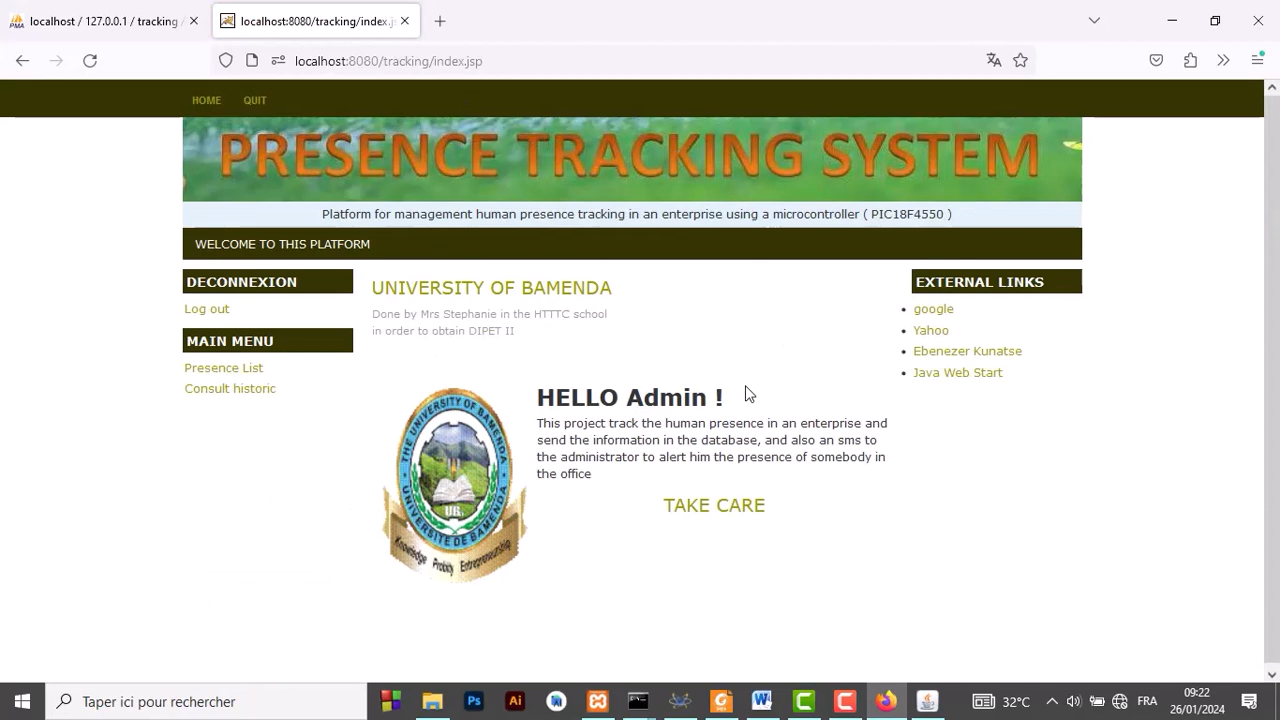 localhost / 127.0.0.1 / tracking /
localhost:8080/tracking/index.js
localhost:8080/tracking/index.jsp
HOME QUIT
PRESENCE TRACKING SYSTEM
Platform for management human presence tracking in an enterprise using a microcontroller ( PIC18F4550 )
WELCOME TO THIS PLATFORM
DECONNEXION
Log out
MAIN MENU
Presence List
Consult historic
UNIVERSITY OF BAMENDA
Done by Mrs Stephanie in the HTTTC school
in order to obtain DIPET II
THE UNIVERSITY OF BAMENDA
UNIVERSITE DE BAMENDA
Knowledge Probity Entrepreneurship
HELLO Admin !
This project track the human presence in an enterprise and
send the information in the database, and also an sms to
the administrator to alert him the presence of somebody in
the office
TAKE CARE
EXTERNAL LINKS
google
Yahoo
Ebenezer Kunatse
Java Web Start
Taper ici pour rechercher
Ps
Ai
W
C
C
32°C
FRA
09:22
26/01/2024